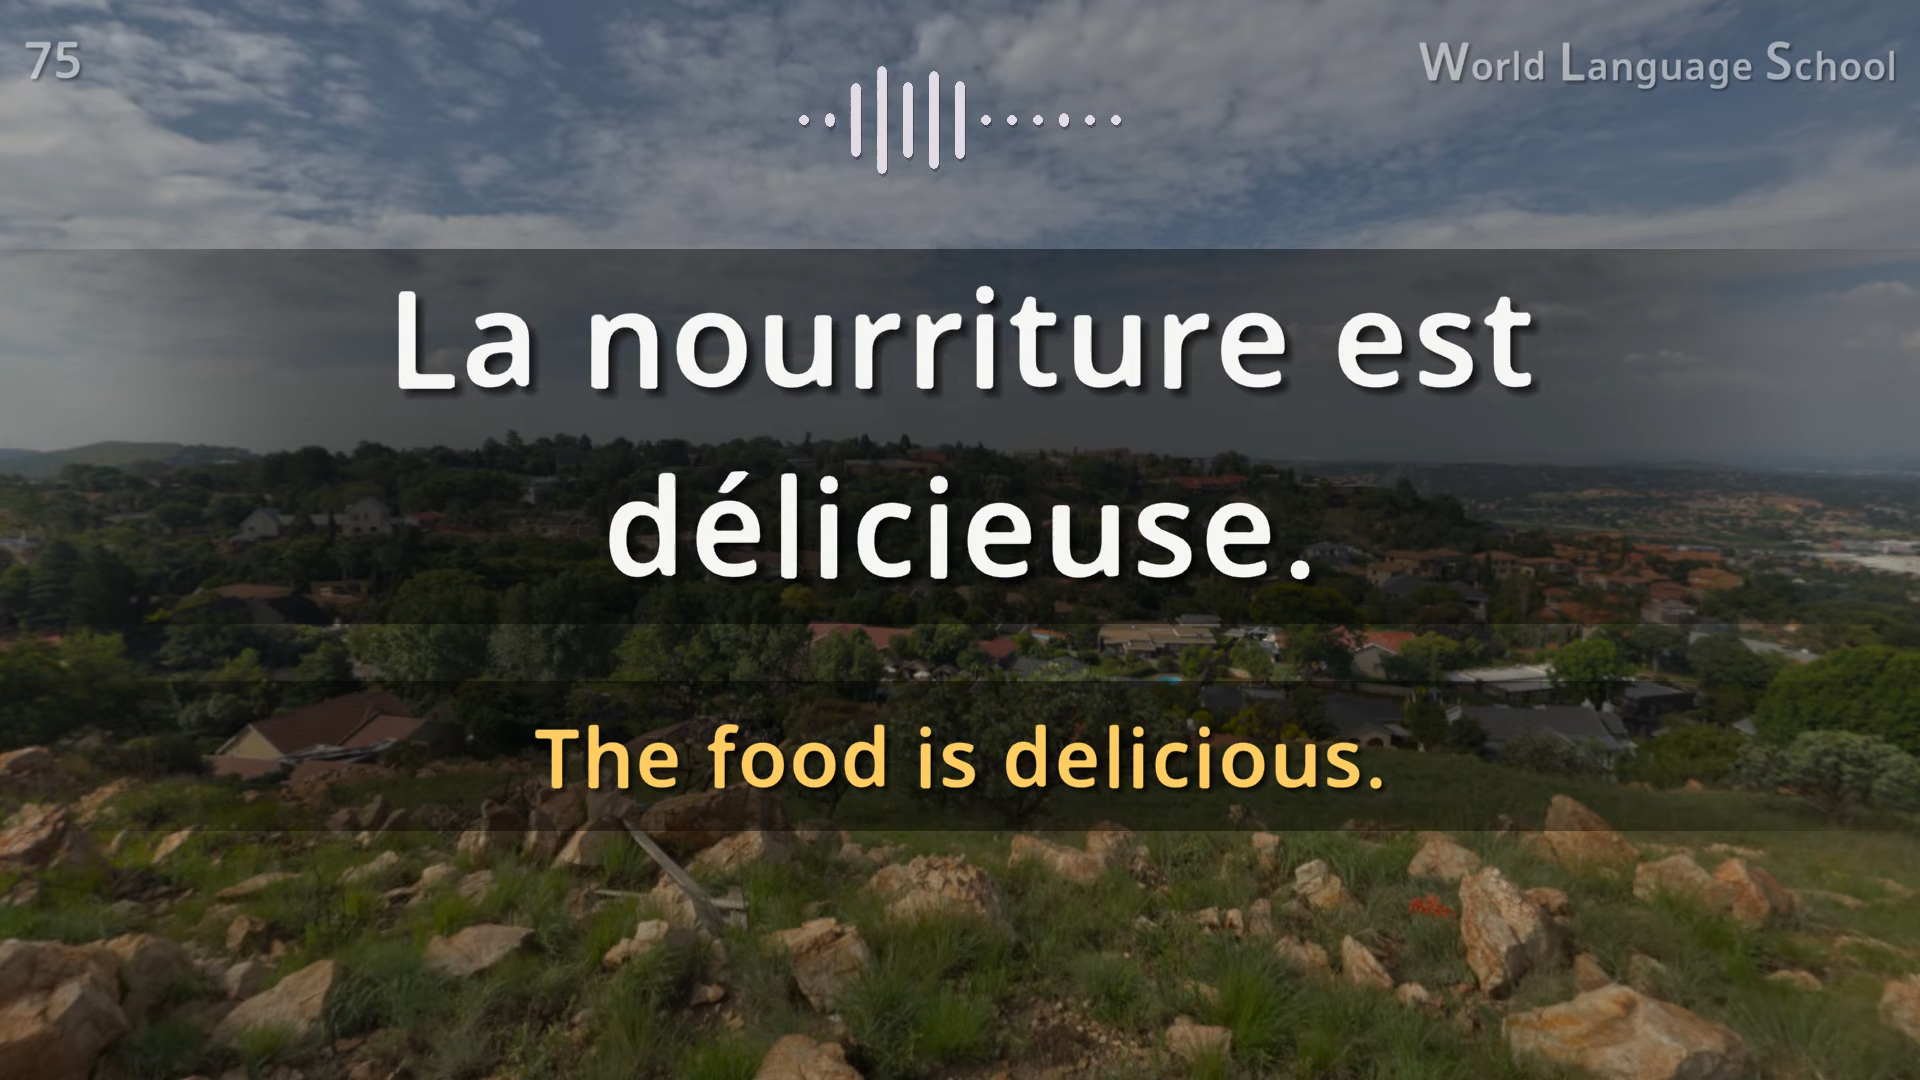 75
World Language School
La nourriture est
délicieuse.
The food is delicious.